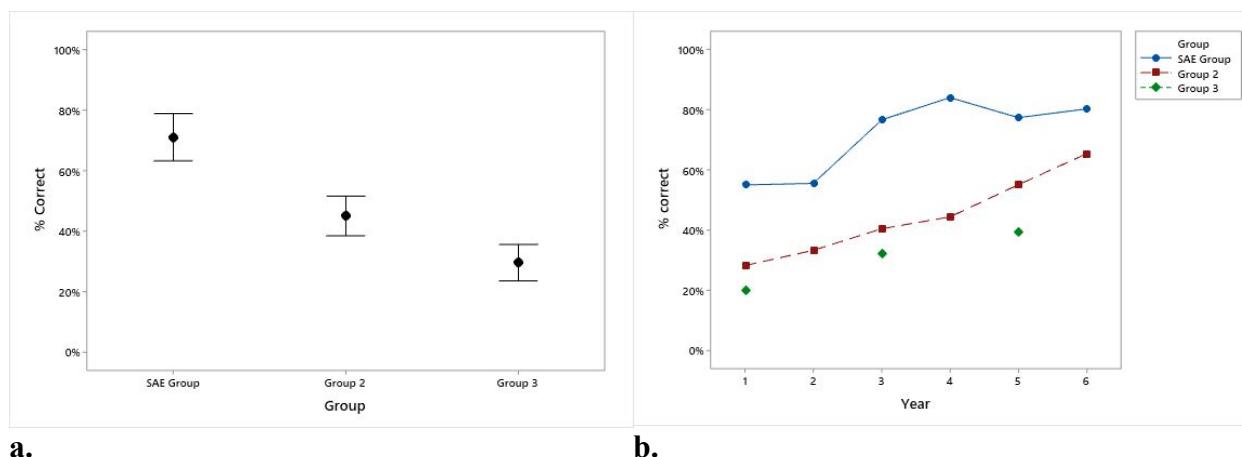 100%
80%
60%
40%
20%
0%
% Correct
SAE Group
Group 2
Group 3
Group
a.
100%
80%
60%
40%
20%
0%
% correct
1 2 3 4 5 6
Year
Group
SAE Group
Group 2
Group 3
b.